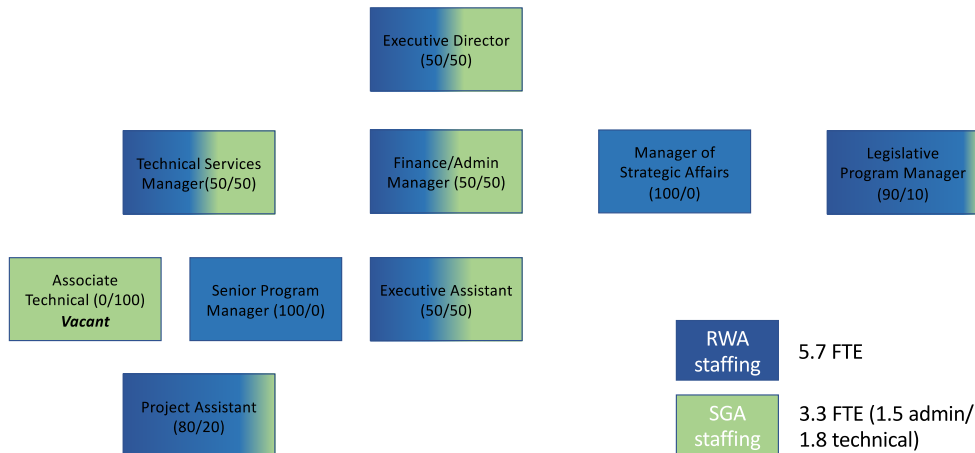 Executive Director
(50/50)
Technical Services
Manager(50/50)
Finance/Admin
Manager (50/50)
Manager of
Strategic Affairs
(100/0)
Legislative
Program Manager
(90/10)
Associate
Technical (0/100)
Vacant
Senior Program
Manager (100/0)
Executive Assistant
(50/50)
Project Assistant
(80/20)
RWA
staffing
5.7 FTE
SGA
staffing
3.3 FTE (1.5 admin/
1.8 technical)